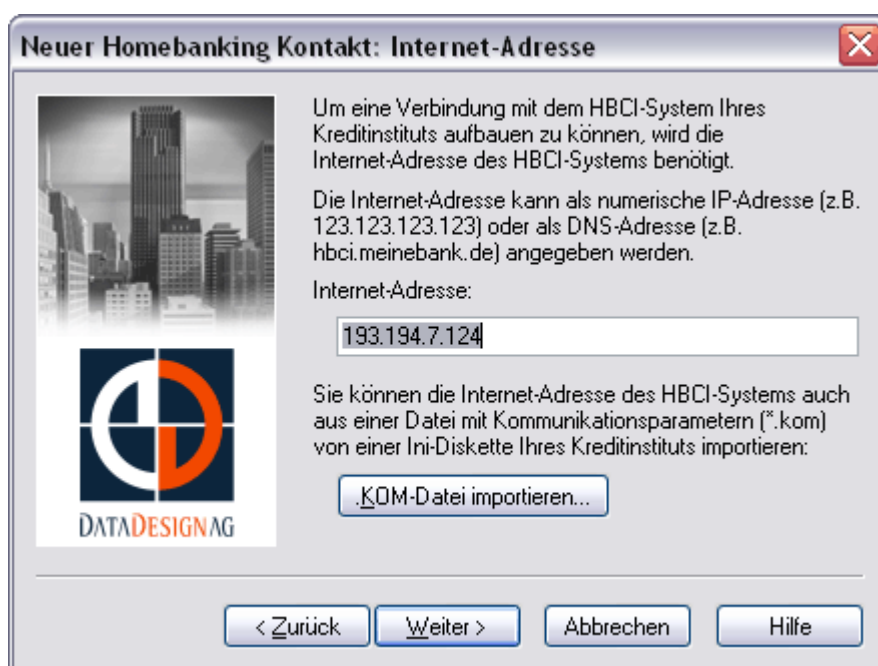 Neuer Homebanking Kontakt: Internet-Adresse
Um eine Verbindung mit dem HBCI-System Ihres
Kreditinstituts aufbauen zu können, wird die
Internet-Adresse des HBCI-Systems benötigt.
Die Internet-Adresse kann als numerische IP-Adresse (z.B.
123.123.123.123) oder als DNS-Adresse (z.B.
hbci.meinebank.de) angegeben werden.
Internet-Adresse:
193.194.7.124
Sie können die Internet-Adresse des HBCI-Systems auch
aus einer Datei mit Kommunikationsparametern (*.kom)
von einer Ini-Diskette Ihres Kreditinstituts importieren:
.KOM-Datei importieren...
DATADESIGNAG
< Zurück
Weiter >
Abbrechen
Hilfe